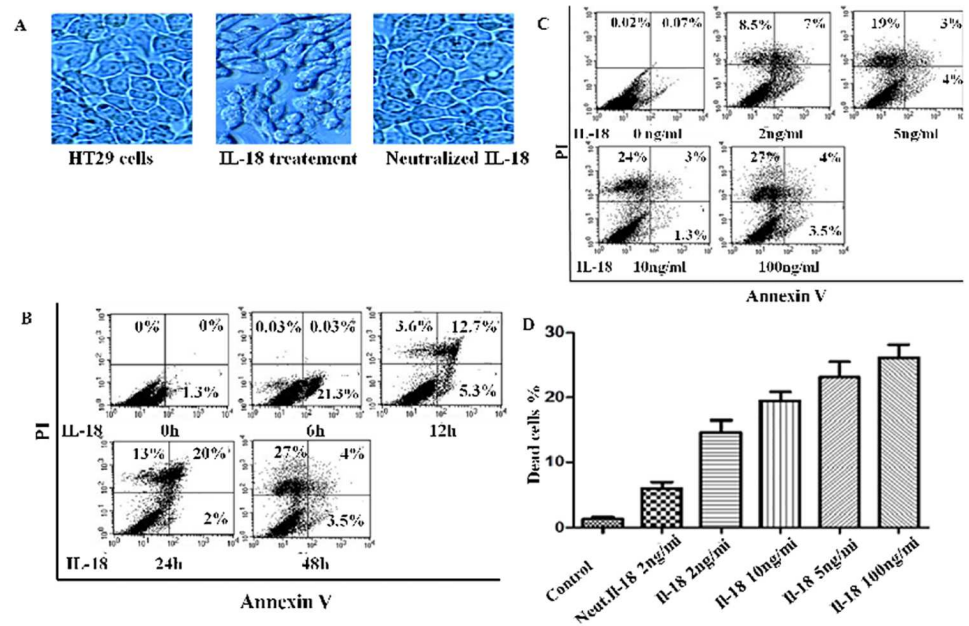 A
HT29 cells
IL-18 treatement
Neutralized IL-18
B
PI
0% 0%
1.3%
0.03% 0.03%
21.3%
3.6% 12.7%
5.3%
IL-18 0h 6h 12h
13% 20%
2%
27% 4%
3.5%
IL-18 24h 48h
Annexin V
C
PI
0.02% 0.07%
8.5% 7%
19% 3%
4%
IL-18 0 ng/ml 2ng/ml 5ng/ml
24% 3%
1.3%
27% 4%
3.5%
IL-18 10ng/ml 100ng/ml
Annexin V
D
Dead cells %
30
20
10
0
Control
Neut.Il-18 2ng/mi
Il-18 2ng/mi
Il-18 10ng/mi
Il-18 5ng/mi
Il-18 100ng/mi